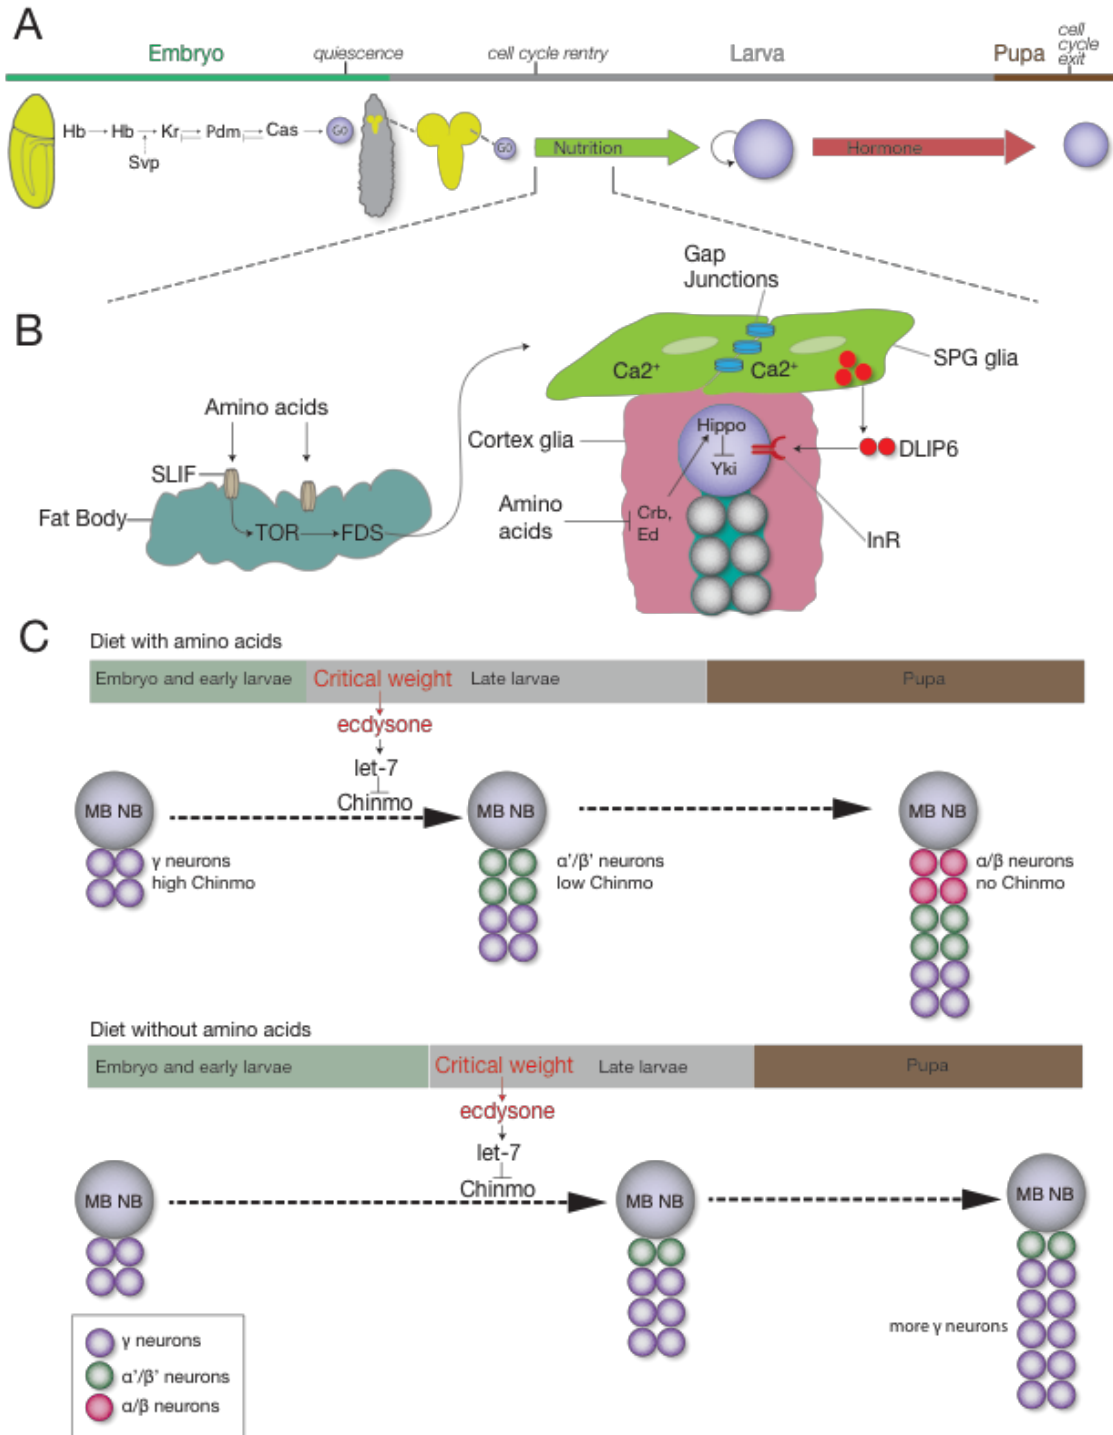 A
Embryo
quiescence
cell cycle rentry
Larva
Pupa
cell
cycle
exit
Hb Hb Kr Pdm Cas G0
Svp
G0
Nutrition
Hormone
B
Gap
Junctions
SPG glia
Ca2+ Ca2+
Amino acids
SLIF
Fat Body
TOR FDS
Cortex glia
Hippo
Yki
DLIP6
Amino
acids
Crb,
Ed
InR
C
Diet with amino acids
Embryo and early larvae Critical weight Late larvae Pupa
ecdysone
let-7
Chinmo
MB NB MB NB MB NB
γ neurons
high Chinmo
α'/β' neurons
low Chinmo
α/β neurons
no Chinmo
Diet without amino acids
Embryo and early larvae Critical weight Late larvae Pupa
ecdysone
let-7
Chinmo
MB NB MB NB MB NB
more γ neurons
γ neurons
α'/β' neurons
α/β neurons